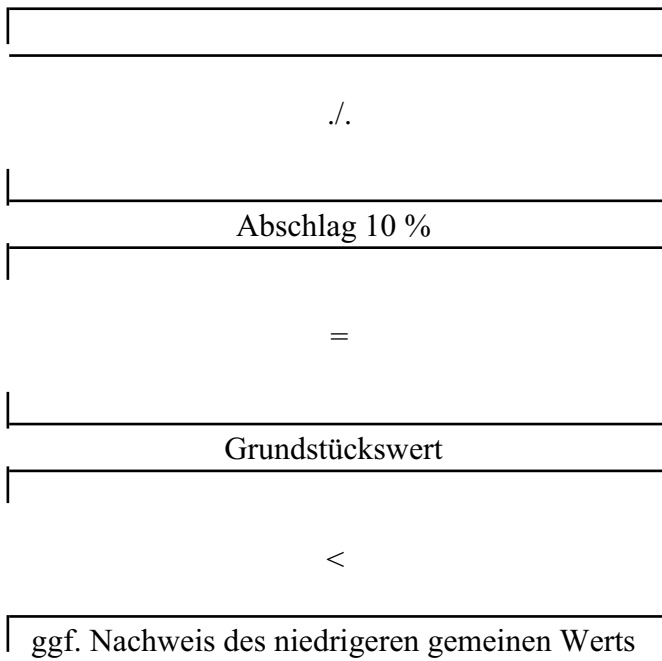 ./.
Abschlag 10 %
=
Grundstückswert
<
ggf. Nachweis des niedrigeren gemeinen Werts